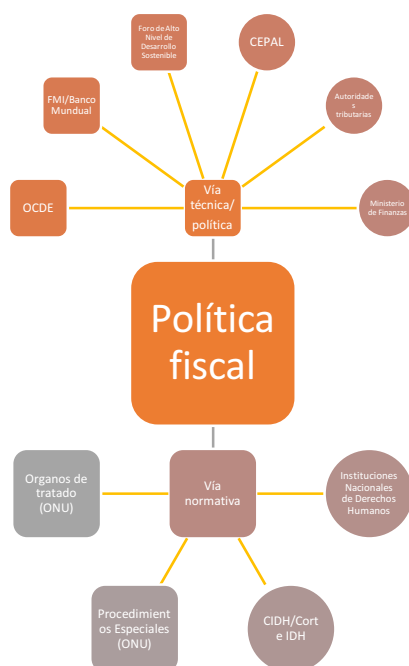 Foro de Alto
Nivel de
Desarrollo
Sostenible
CEPAL
FMI/Banco
Mundual
Autoridade
s
tributarias
OCDE
Vía
técnica/
política
Ministerio
de Finanzas
Política
fiscal
Organos de
tratado
(ONU)
Vía
normativa
Instituciones
Nacionales
de Derechos
Humanos
Procedimient
os Especiales
(ONU)
CIDH/Cort
e IDH